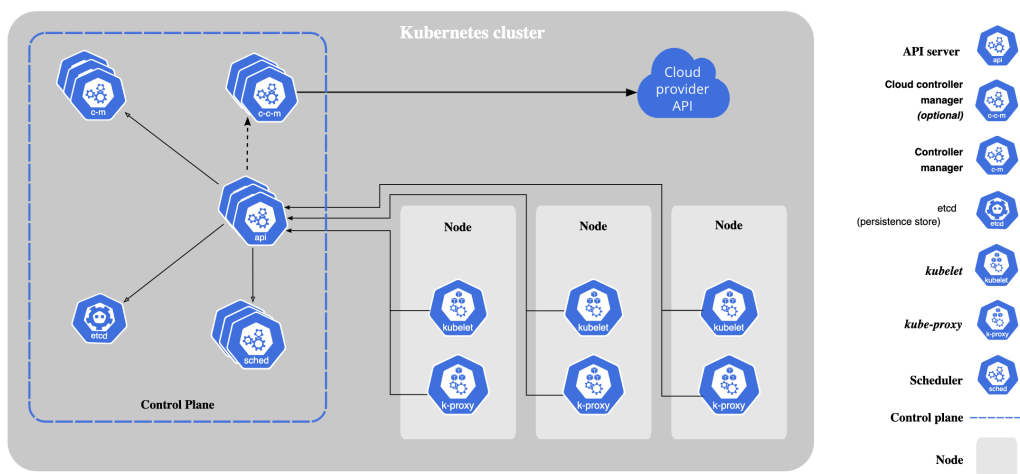 Kubernetes cluster
c-m
c-c-m
Cloud
provider
API
api
etcd
sched
Control Plane
Node
Node
Node
kubelet
kubelet
kubelet
k-proxy
k-proxy
k-proxy
API server
api
Cloud controller
manager
(optional)
c-c-m
Controller
manager
c-m
etcd
(persistence store)
etcd
kubelet
kubelet
kube-proxy
k-proxy
Scheduler
sched
Control plane
Node